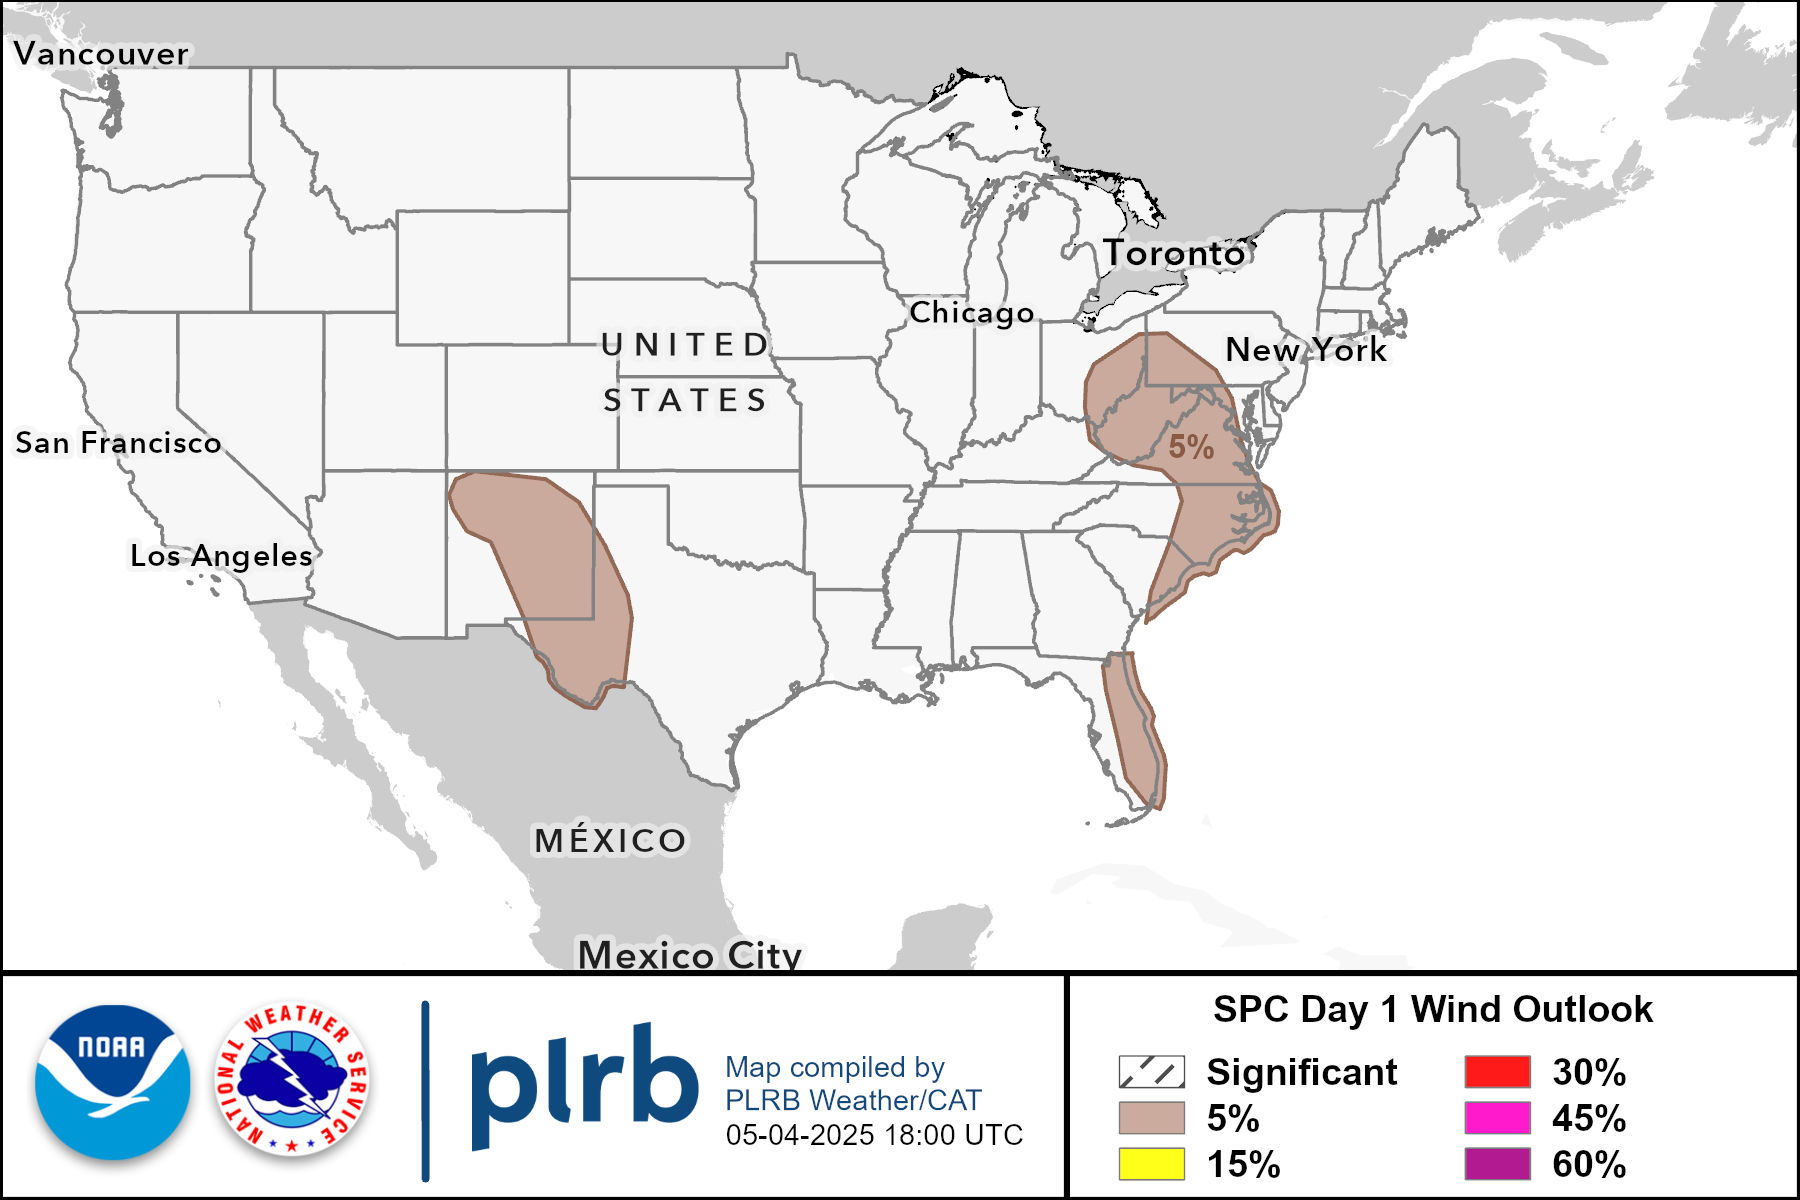 Vancouver
Toronto
Chicago
UNITED
New York
STATES
San Francisco
5%
Los Angeles
MÉXICO
Mexico City
NOAA
NATIONAL WEATHER SERVICE
plrb
Map compiled by
PLRB Weather/CAT
05-04-2025 18:00 UTC
SPC Day 1 Wind Outlook
Significant
30%
5%
45%
15%
60%